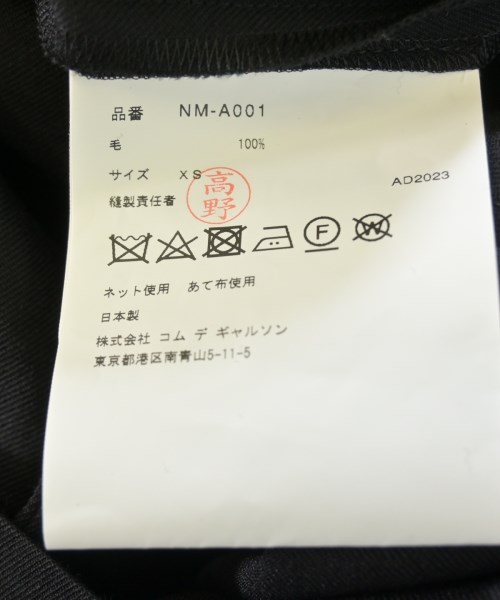 品番 NM-A001
毛 100%
サイズ XS
高野
AD2023
縫製責任者
F W
ネット使用 あて布使用
日本製
株式会社 コム デ ギャルソン
東京都港区南青山5-11-5